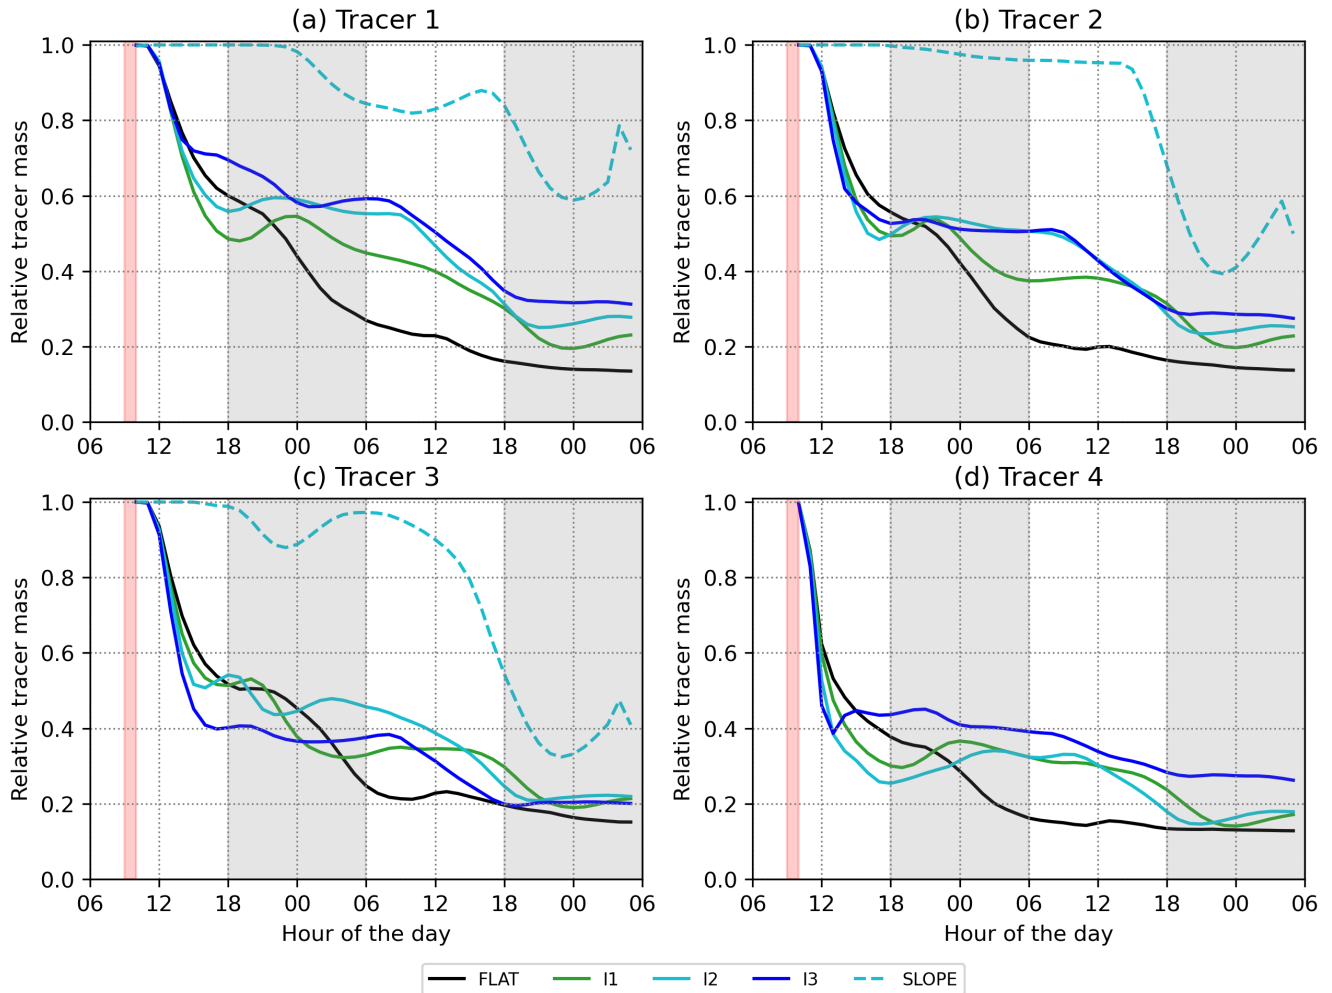 (a) Tracer 1
(b) Tracer 2
Relative tracer mass
1.0
0.8
0.6
0.4
0.2
0.0
06 12 18 00 06 12 18 00 06
Relative tracer mass
1.0
0.8
0.6
0.4
0.2
0.0
06 12 18 00 06 12 18 00 06
(c) Tracer 3
(d) Tracer 4
Relative tracer mass
1.0
0.8
0.6
0.4
0.2
0.0
06 12 18 00 06 12 18 00 06
Hour of the day
Relative tracer mass
1.0
0.8
0.6
0.4
0.2
0.0
06 12 18 00 06 12 18 00 06
Hour of the day
FLAT I1 I2 I3 SLOPE